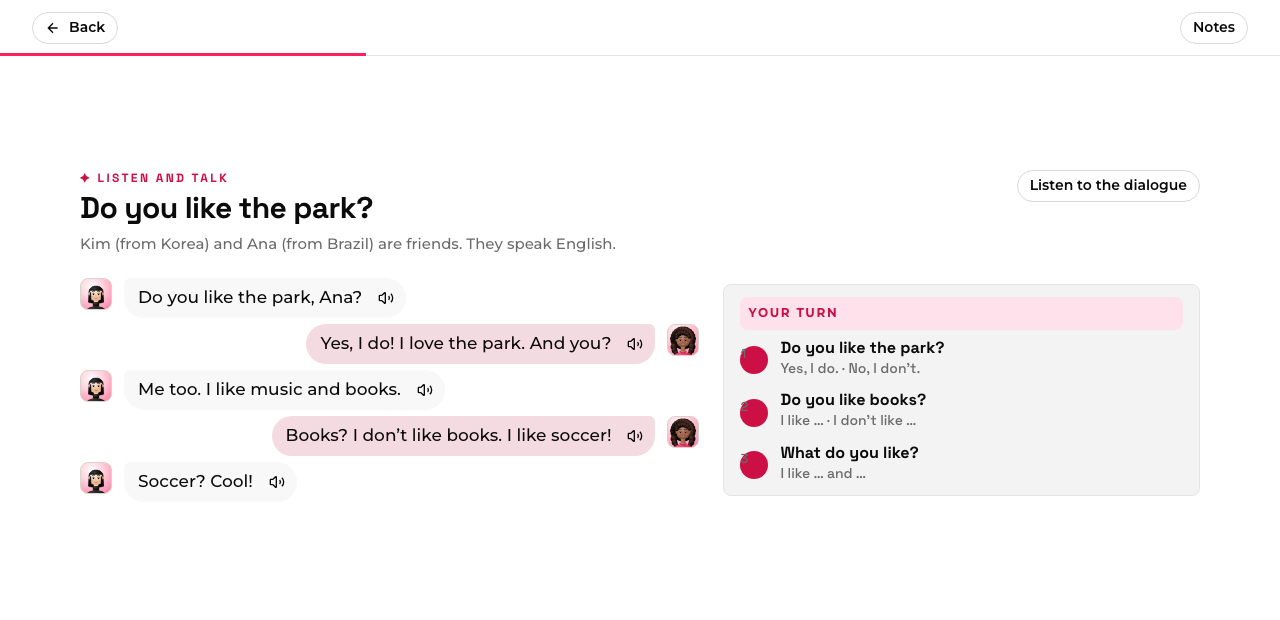 Back
Notes
LISTEN AND TALK
Do you like the park?
Kim (from Korea) and Ana (from Brazil) are friends. They speak English.
Listen to the dialogue
Do you like the park, Ana?
Yes, I do! I love the park. And you?
Me too. I like music and books.
Books? I don’t like books. I like soccer!
Soccer? Cool!
YOUR TURN
1
Do you like the park?
Yes, I do. · No, I don’t.
2
Do you like books?
I like … · I don’t like …
3
What do you like?
I like … and …